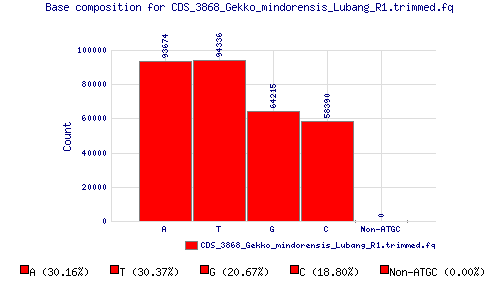 Base composition for CDS_3868_Gekko_mindorensis_Lubang_R1.trimmed.fq
93674
94336
64215
58390
0
100000
80000
60000
40000
20000
0
Count
A T G C Non-ATGC
CDS_3868_Gekko_mindorensis_Lubang_R1.trimmed.fq
A (30.16%) T (30.37%) G (20.67%) C (18.80%) Non-ATGC (0.00%)